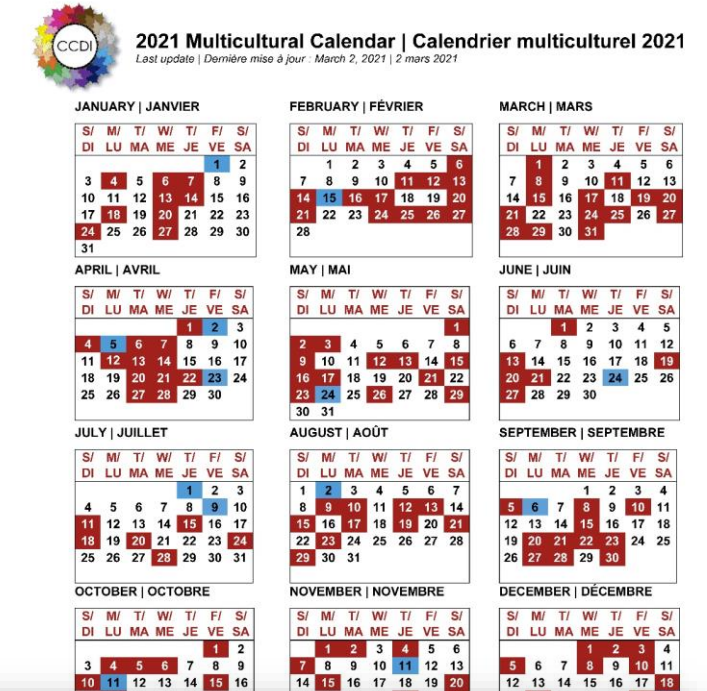 CCDI
2021 Multicultural Calendar | Calendrier multiculturel 2021
Last update | Dernière mise à jour : March 2, 2021 | 2 mars 2021
JANUARY | JANVIER
S/ M/ T/ W/ T/ F/ S/
DI LU MA ME JE VE SA
1 2
3 4 5 6 7 8 9
10 11 12 13 14 15 16
17 18 19 20 21 22 23
24 25 26 27 28 29 30
31
FEBRUARY | FÉVRIER
S/ M/ T/ W/ T/ F/ S/
DI LU MA ME JE VE SA
1 2 3 4 5 6
7 8 9 10 11 12 13
14 15 16 17 18 19 20
21 22 23 24 25 26 27
28
MARCH | MARS
S/ M/ T/ W/ T/ F/ S/
DI LU MA ME JE VE SA
1 2 3 4 5 6
7 8 9 10 11 12 13
14 15 16 17 18 19 20
21 22 23 24 25 26 27
28 29 30 31
APRIL | AVRIL
S/ M/ T/ W/ T/ F/ S/
DI LU MA ME JE VE SA
1 2 3
4 5 6 7 8 9 10
11 12 13 14 15 16 17
18 19 20 21 22 23 24
25 26 27 28 29 30
MAY | MAI
S/ M/ T/ W/ T/ F/ S/
DI LU MA ME JE VE SA
1
2 3 4 5 6 7 8
9 10 11 12 13 14 15
16 17 18 19 20 21 22
23 24 25 26 27 28 29
30 31
JUNE | JUIN
S/ M/ T/ W/ T/ F/ S/
DI LU MA ME JE VE SA
1 2 3 4 5
6 7 8 9 10 11 12
13 14 15 16 17 18 19
20 21 22 23 24 25 26
27 28 29 30
JULY | JUILLET
S/ M/ T/ W/ T/ F/ S/
DI LU MA ME JE VE SA
1 2 3
4 5 6 7 8 9 10
11 12 13 14 15 16 17
18 19 20 21 22 23 24
25 26 27 28 29 30 31
AUGUST | AOÛT
S/ M/ T/ W/ T/ F/ S/
DI LU MA ME JE VE SA
1 2 3 4 5 6 7
8 9 10 11 12 13 14
15 16 17 18 19 20 21
22 23 24 25 26 27 28
29 30 31
SEPTEMBER | SEPTEMBRE
S/ M/ T/ W/ T/ F/ S/
DI LU MA ME JE VE SA
1 2 3 4
5 6 7 8 9 10 11
12 13 14 15 16 17 18
19 20 21 22 23 24 25
26 27 28 29 30
OCTOBER | OCTOBRE
S/ M/ T/ W/ T/ F/ S/
DI LU MA ME JE VE SA
1 2
3 4 5 6 7 8 9
10 11 12 13 14 15 16
NOVEMBER | NOVEMBRE
S/ M/ T/ W/ T/ F/ S/
DI LU MA ME JE VE SA
1 2 3 4 5 6
7 8 9 10 11 12 13
14 15 16 17 18 19 20
DECEMBER | DÉCEMBRE
S/ M/ T/ W/ T/ F/ S/
DI LU MA ME JE VE SA
1 2 3 4
5 6 7 8 9 10 11
12 13 14 15 16 17 18